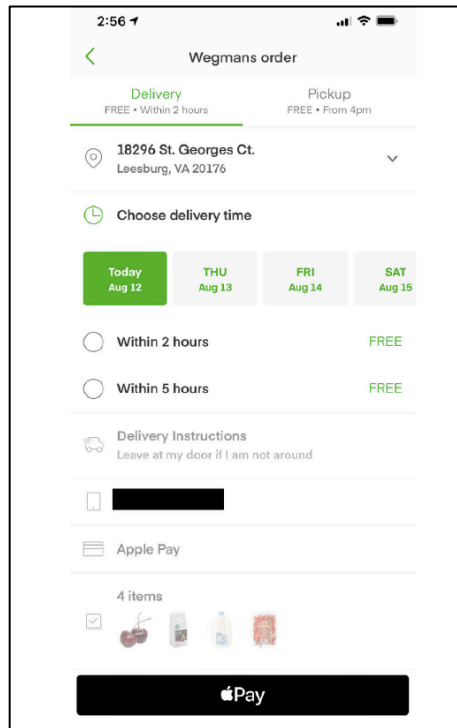 2:56
Wegmans order
Delivery
FREE • Within 2 hours
Pickup
FREE • From 4pm
18296 St. Georges Ct.
Leesburg, VA 20176
Choose delivery time
Today
Aug 12
THU
Aug 13
FRI
Aug 14
SAT
Aug 15
Within 2 hours FREE
Within 5 hours FREE
Delivery Instructions
Leave at my door if I am not around
Apple Pay
4 items
Pay